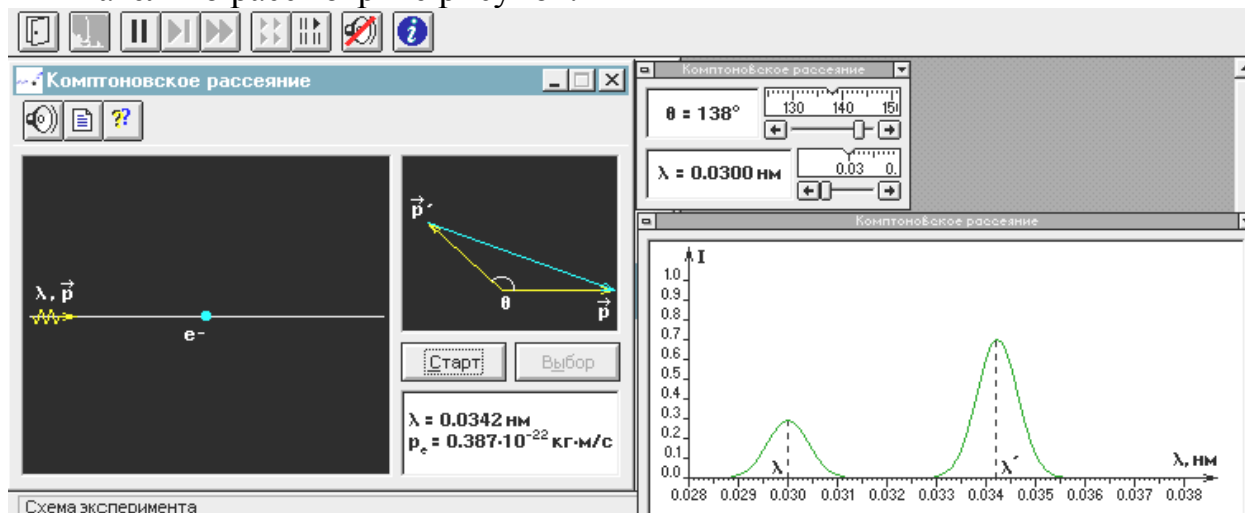 Комптоновское рассеяние
λ, p⃗
e-
p⃗´
θ
p⃗
Старт
Выбор
λ = 0.0342 нм
pₑ = 0.387·10⁻²² кг·м/с
Схема эксперимента
Комптоновское рассеяние
θ = 138°
130 140
λ = 0.0300 нм
0.03 0.
Комптоновское рассеяние
I
1.0
0.9
0.8
0.7
0.6
0.5
0.4
0.3
0.2
0.1
0.0
λ
λ´
λ, нм
0.028 0.029 0.030 0.031 0.032 0.033 0.034 0.035 0.036 0.037 0.038